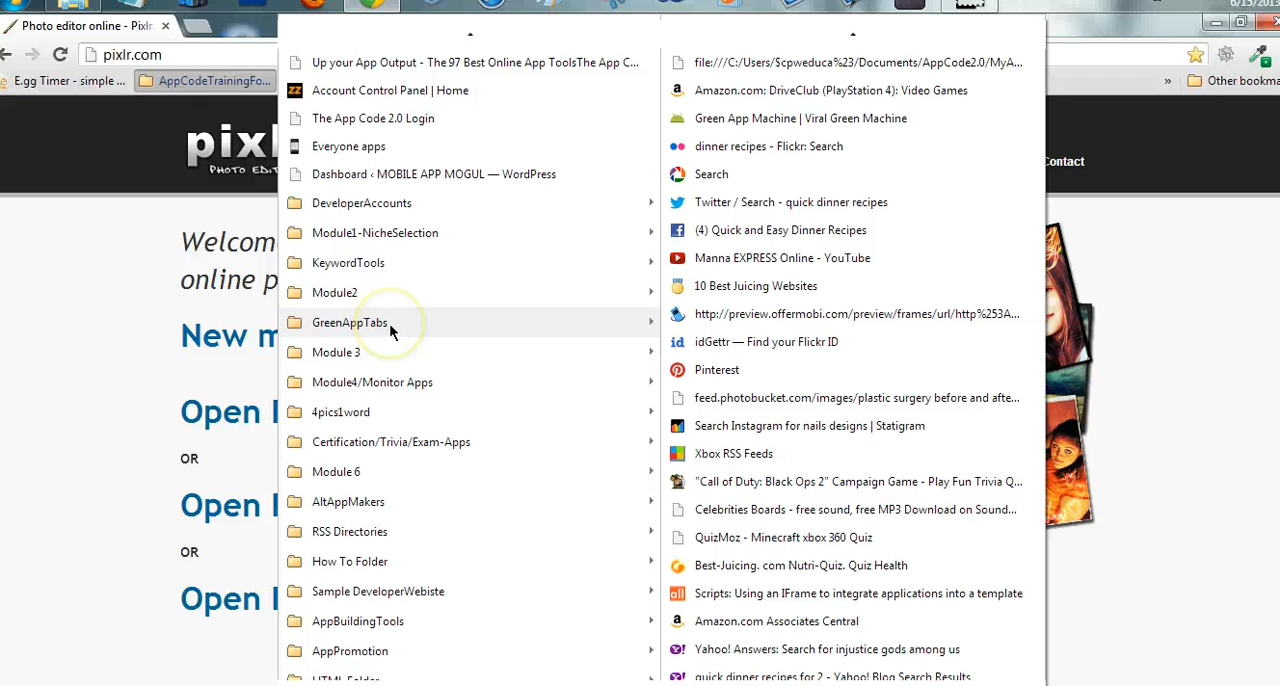 6/15/2013
Photo editor online - Pixlr.
pixlr.com
E.gg Timer - simple ...
AppCodeTrainingFo...
»
Other bookma
pixl
PHOTO EDI
Contact
Welcom
online p
New m
Open I
OR
Open I
OR
Open I
Up your App Output - The 97 Best Online App ToolsThe App C...
Account Control Panel | Home
The App Code 2.0 Login
Everyone apps
Dashboard ‹ MOBILE APP MOGUL — WordPress
DeveloperAccounts
Module1-NicheSelection
KeywordTools
Module2
GreenAppTabs
Module 3
Module4/Monitor Apps
4pics1word
Certification/Trivia/Exam-Apps
Module 6
AltAppMakers
RSS Directories
How To Folder
Sample DeveloperWebiste
AppBuildingTools
AppPromotion
HTML Folder
file:///C:/Users/$cpweduca%23/Documents/AppCode2.0/MyA...
Amazon.com: DriveClub (PlayStation 4): Video Games
Green App Machine | Viral Green Machine
dinner recipes - Flickr: Search
Search
Twitter / Search - quick dinner recipes
(4) Quick and Easy Dinner Recipes
Manna EXPRESS Online - YouTube
10 Best Juicing Websites
http://preview.offermobi.com/preview/frames/url/http%253A...
idGettr — Find your Flickr ID
Pinterest
feed.photobucket.com/images/plastic surgery before and afte...
Search Instagram for nails designs | Statigram
Xbox RSS Feeds
"Call of Duty: Black Ops 2" Campaign Game - Play Fun Trivia Q...
Celebrities Boards - free sound, free MP3 Download on Sound...
QuizMoz - Minecraft xbox 360 Quiz
Best-Juicing. com Nutri-Quiz. Quiz Health
Scripts: Using an IFrame to integrate applications into a template
Amazon.com Associates Central
Yahoo! Answers: Search for injustice gods among us
quick dinner recipes for 2 - Yahoo! Blog Search Results